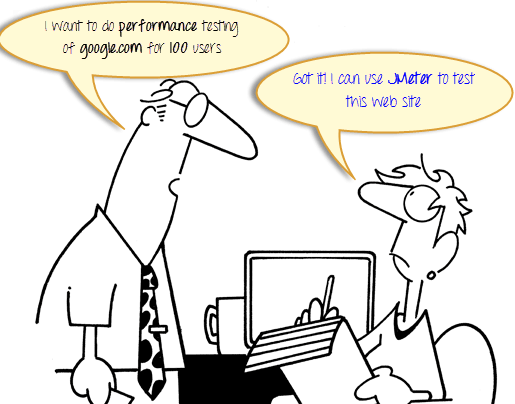 I want to do performance testing
of google.com for 100 users
Got it! I can use JMeter to test
this web site